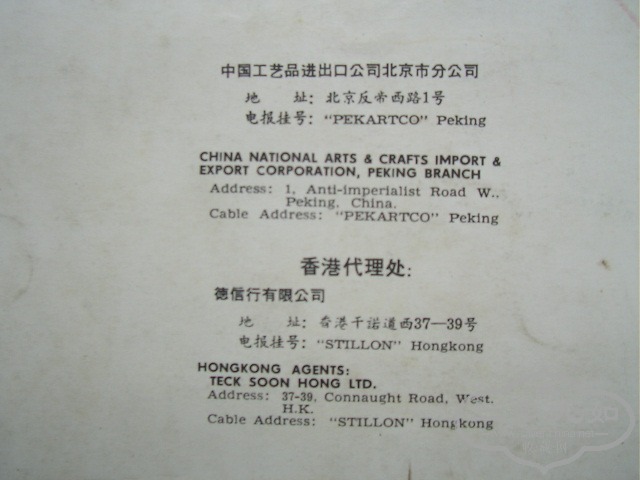 中国工艺品进出口公司北京市分公司
地 址：北京反帝西路1号
电报挂号："PEKARTCO" Peking
CHINA NATIONAL ARTS & CRAFTS IMPORT &
EXPORT CORPORATION, PEKING BRANCH
Address: 1, Anti-imperialist Road W.,
Peking, China.
Cable Address: "PEKARTCO" Peking
香港代理处：
德信行有限公司
地 址：香港干諾道西37—39号
电报挂号："STILLON" Hongkong
HONGKONG AGENTS:
TECK SOON HONG LTD.
Address: 37-39, Connaught Road, West.
H.K.
Cable Address: "STILLON" Hongkong